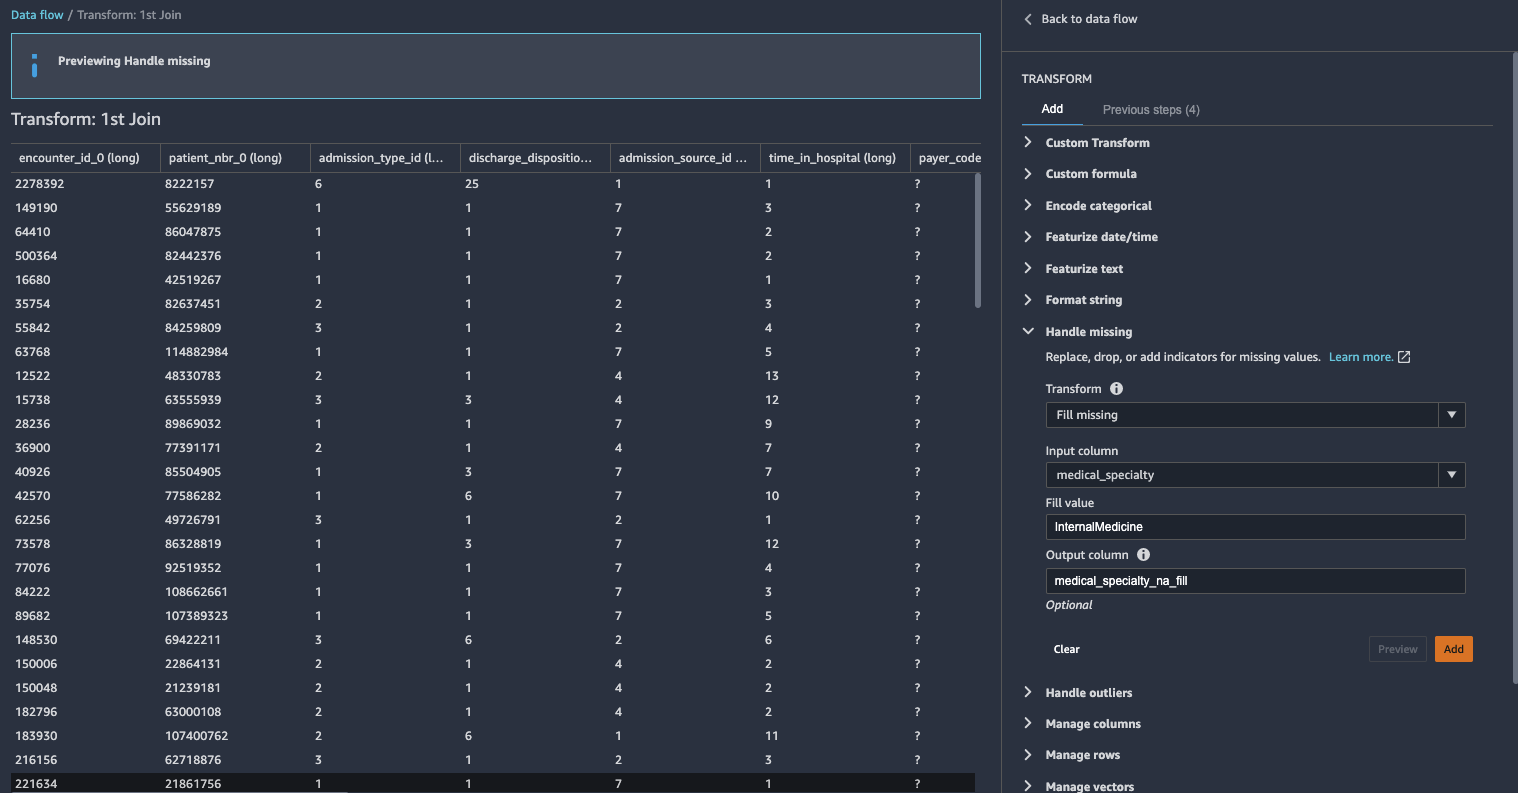 Data flow / Transform: 1st Join
Previewing Handle missing
Transform: 1st Join
encounter_id_0 (long) patient_nbr_0 (long) admission_type_id (l... discharge_dispositio... admission_source_id ... time_in_hospital (long) payer_code
2278392 8222157 6 25 1 1 ?
149190 55629189 1 1 7 3 ?
64410 86047875 1 1 7 2 ?
500364 82442376 1 1 7 2 ?
16680 42519267 1 1 7 1 ?
35754 82637451 2 1 2 3 ?
55842 84259809 3 1 2 4 ?
63768 114882984 1 1 7 5 ?
12522 48330783 2 1 4 13 ?
15738 63555939 3 3 4 12 ?
28236 89869032 1 1 7 9 ?
36900 77391171 2 1 4 7 ?
40926 85504905 1 3 7 7 ?
42570 77586282 1 6 7 10 ?
62256 49726791 3 1 2 1 ?
73578 86328819 1 3 7 12 ?
77076 92519352 1 1 7 4 ?
84222 108662661 1 1 7 3 ?
89682 107389323 1 1 7 5 ?
148530 69422211 3 6 2 6 ?
150006 22864131 2 1 4 2 ?
150048 21239181 2 1 4 2 ?
182796 63000108 2 1 4 2 ?
183930 107400762 2 6 1 11 ?
216156 62718876 3 1 2 3 ?
221634 21861756 1 1 7 1 ?
Back to data flow
TRANSFORM
Add Previous steps (4)
Custom Transform
Custom formula
Encode categorical
Featurize date/time
Featurize text
Format string
Handle missing
Replace, drop, or add indicators for missing values. Learn more.
Transform
Fill missing
Input column
medical_specialty
Fill value
InternalMedicine
Output column
medical_specialty_na_fill
Optional
Clear Preview Add
Handle outliers
Manage columns
Manage rows
Manage vectors